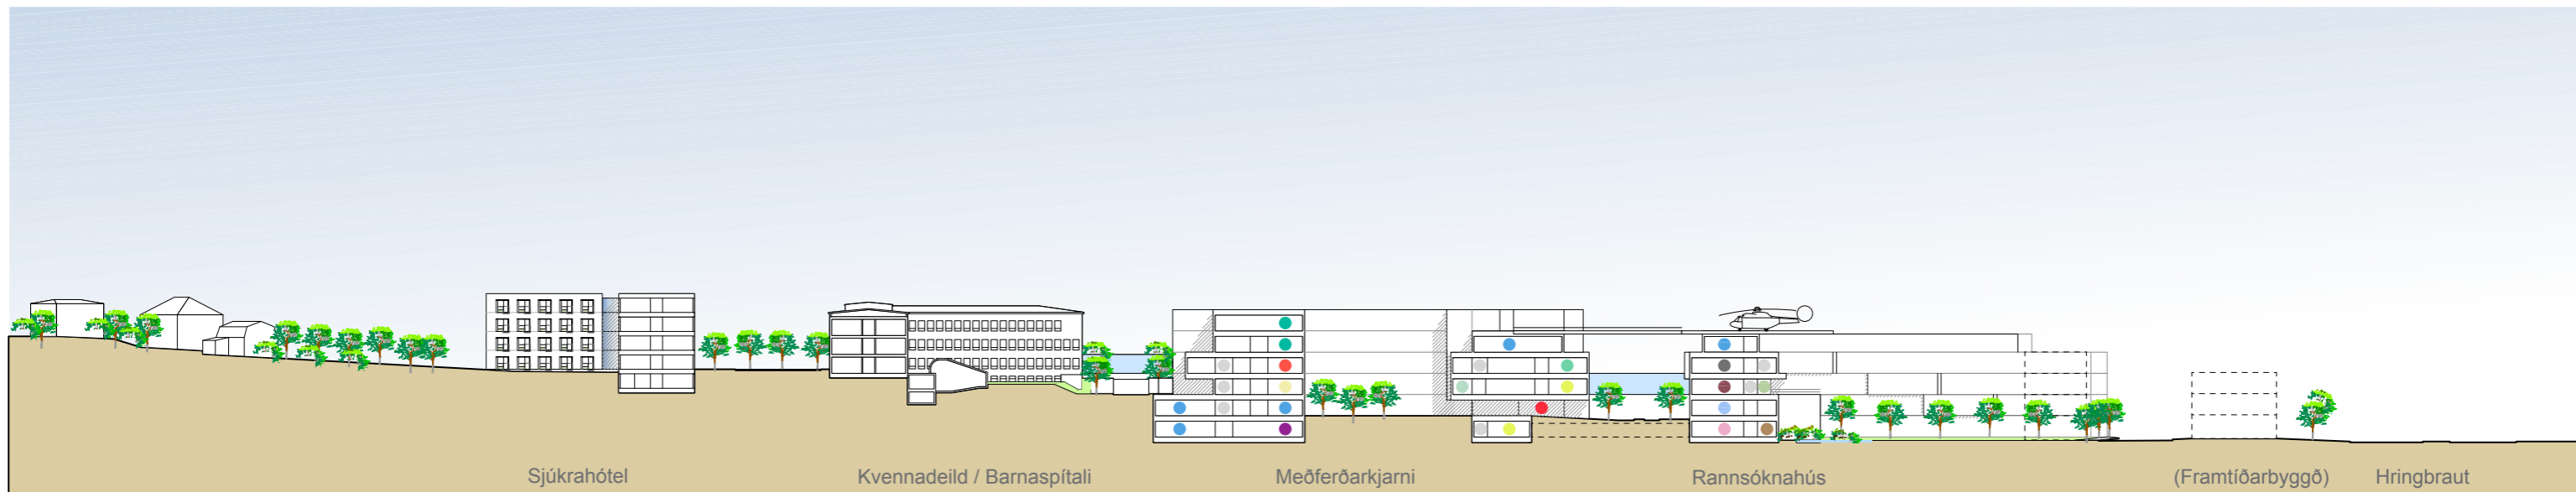 Sjúkrahótel
Kvennadeild / Barnaspítali
Meðferðarkjarni
Rannsóknahús
(Framtíðarbyggð)
Hringbraut